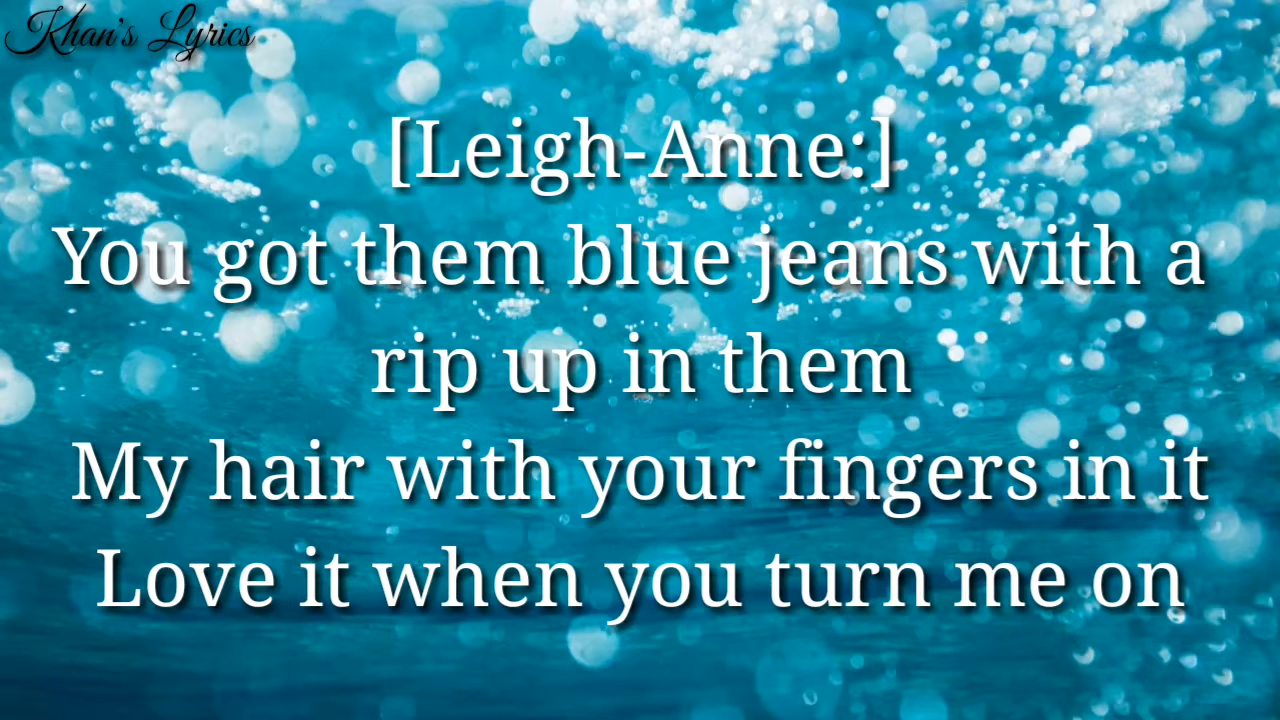 Khan's Lyrics
[Leigh-Anne:]
You got them blue jeans with a
rip up in them
My hair with your fingers in it
Love it when you turn me on